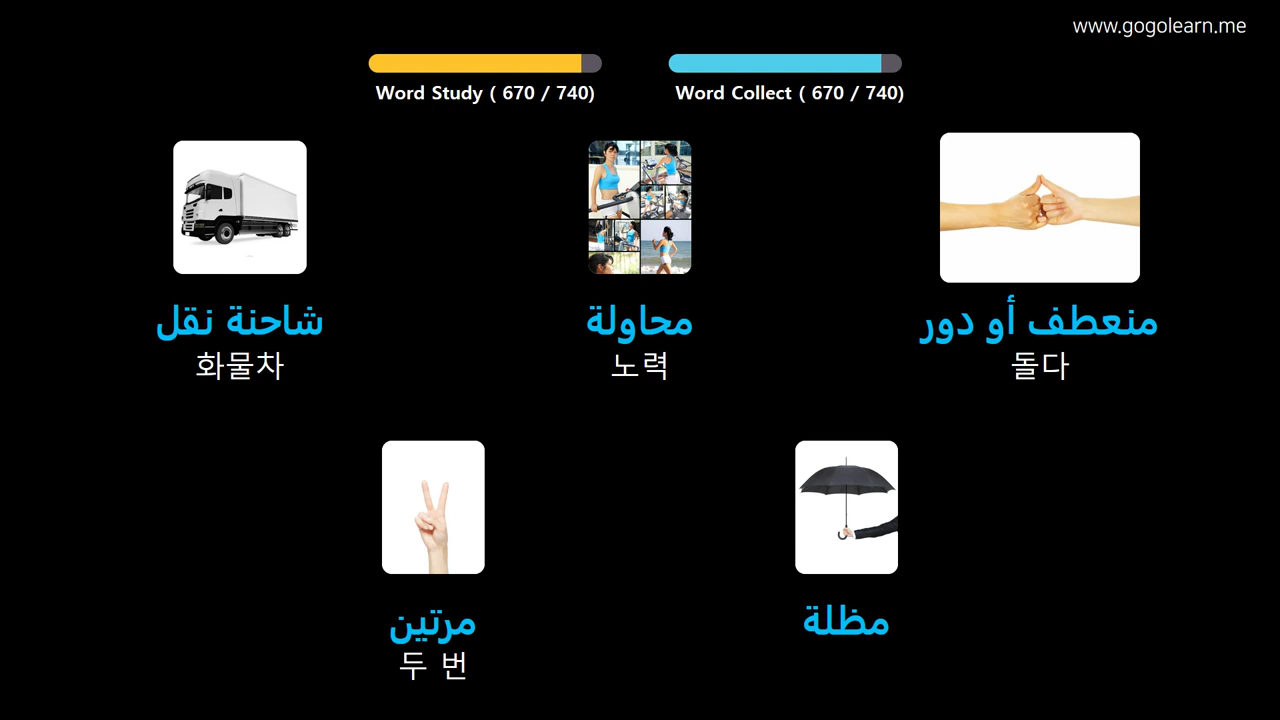 www.gogolearn.me
Word Study ( 670 / 740)
Word Collect ( 670 / 740)
شاحنة نقل
화물차
محاولة
노력
منعطف أو دور
돌다
مرتين
두 번
مظلة